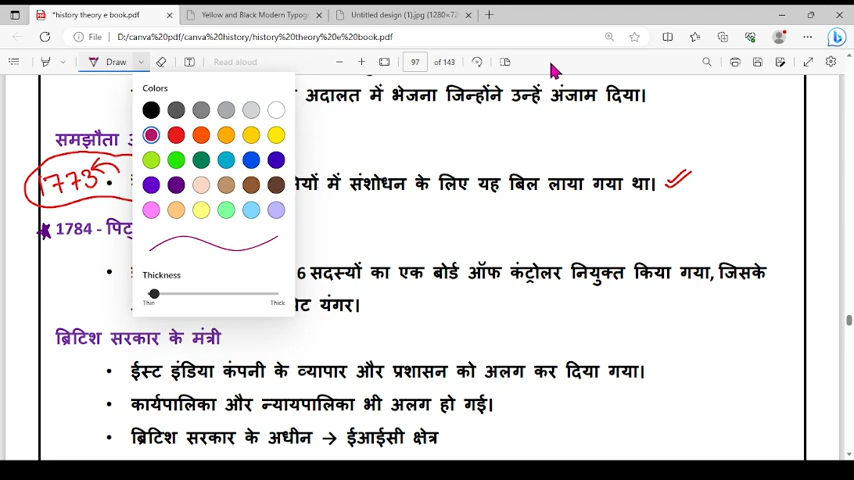 *history theory e book.pdf
Yellow and Black Modern Typog
Untitled design (1).jpg (1280×72
File
D:/canva%20pdf/canva%20history/history%20theory%20e%20book.pdf
Draw
Read aloud
97 of 143
Colors
अदालत में भेजना जिन्होंने उन्हें अंजाम दिया।
समझौता
1773
यों में संशोधन के लिए यह बिल लाया गया था।
1784 - पिट्
6 सदस्यों का एक बोर्ड ऑफ कंट्रोलर नियुक्त किया गया, जिसके
Thickness
Thin
Thick
ट यंगर।
ब्रिटिश सरकार के मंत्री
• ईस्ट इंडिया कंपनी के व्यापार और प्रशासन को अलग कर दिया गया।
• कार्यपालिका और न्यायपालिका भी अलग हो गई।
• ब्रिटिश सरकार के अधीन → ईआईसी क्षेत्र